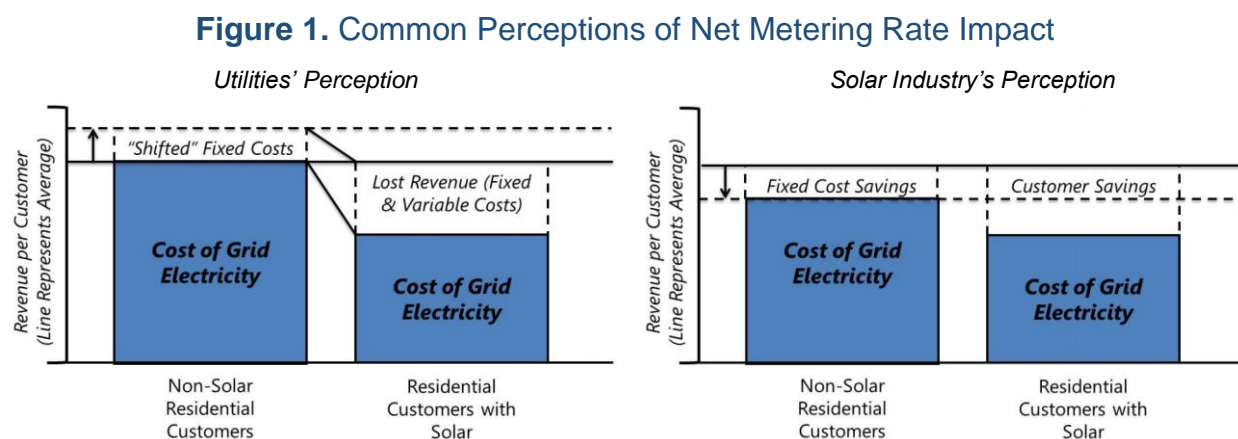 Figure 1. Common Perceptions of Net Metering Rate Impact
Utilities’ Perception
Revenue per Customer
(Line Represents Average)
“Shifted” Fixed Costs
Lost Revenue (Fixed
& Variable Costs)
Cost of Grid
Electricity
Cost of Grid
Electricity
Non-Solar
Residential
Customers
Residential
Customers with
Solar
Solar Industry’s Perception
Revenue per Customer
(Line Represents Average)
Fixed Cost Savings
Customer Savings
Cost of Grid
Electricity
Cost of Grid
Electricity
Non-Solar
Residential
Customers
Residential
Customers with
Solar